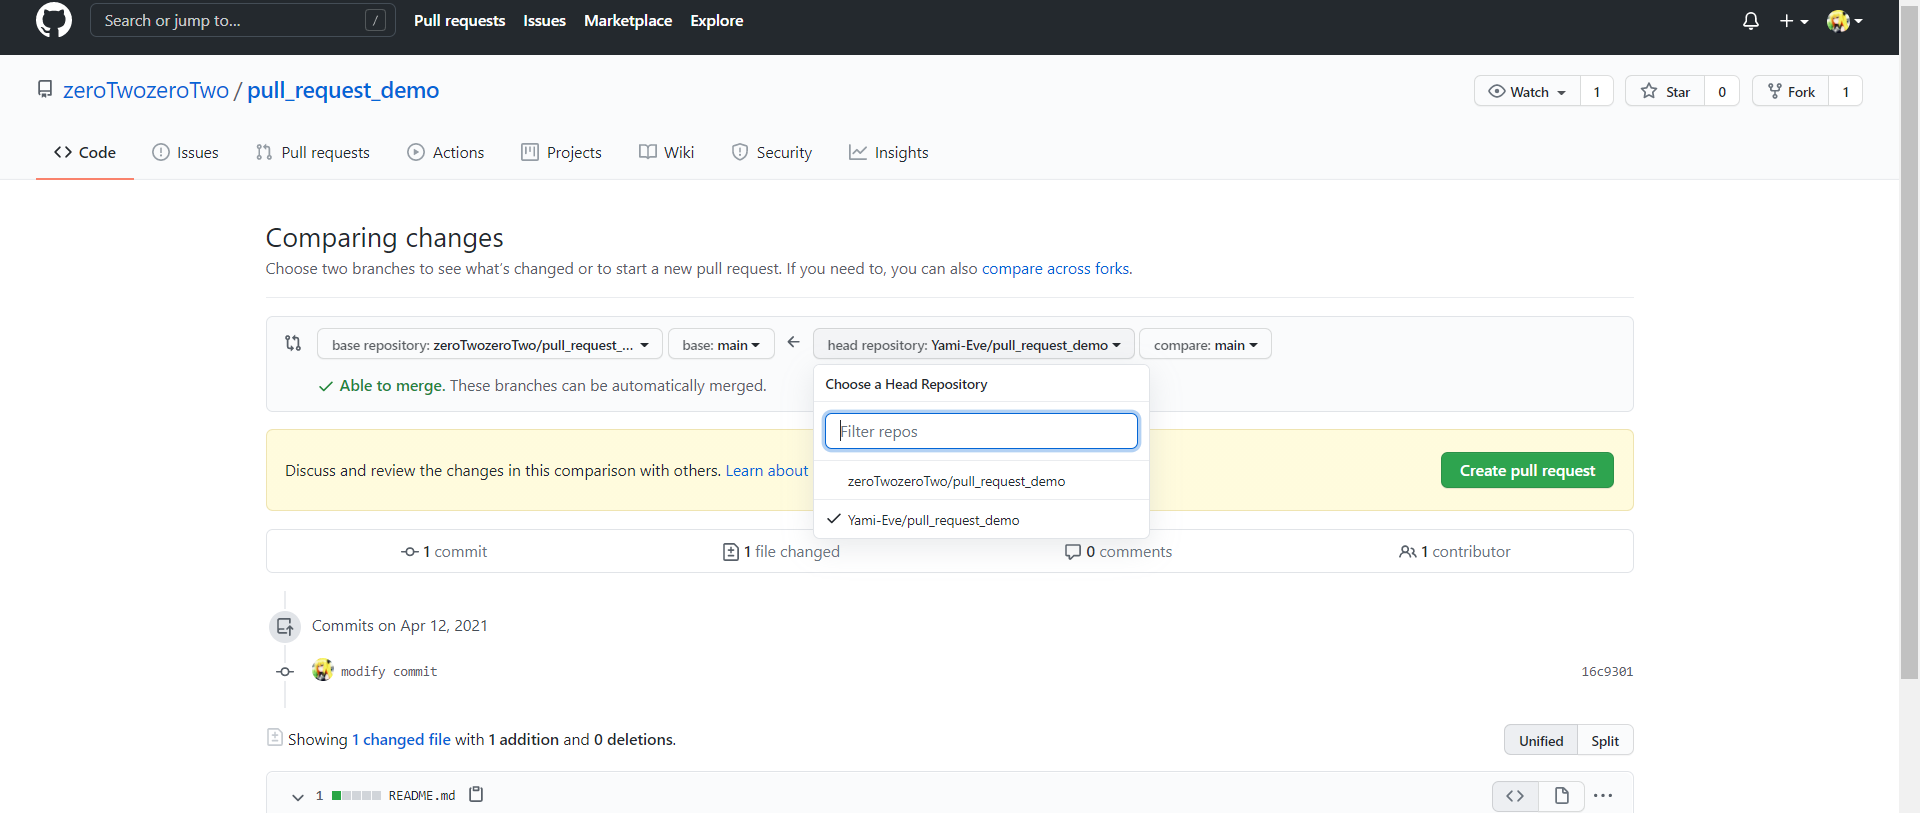 Search or jump to... / Pull requests Issues Marketplace Explore
zeroTwozeroTwo / pull_request_demo Watch 1 Star 0 Fork 1
Code Issues Pull requests Actions Projects Wiki Security Insights
Comparing changes
Choose two branches to see what's changed or to start a new pull request. If you need to, you can also compare across forks.
base repository: zeroTwozeroTwo/pull_request_... base: main head repository: Yami-Eve/pull_request_demo compare: main
Able to merge. These branches can be automatically merged.
Choose a Head Repository
Filter repos
zeroTwozeroTwo/pull_request_demo
Yami-Eve/pull_request_demo
Discuss and review the changes in this comparison with others. Learn about Create pull request
1 commit 1 file changed 0 comments 1 contributor
Commits on Apr 12, 2021
modify commit 16c9301
Showing 1 changed file with 1 addition and 0 deletions. Unified Split
1 README.md